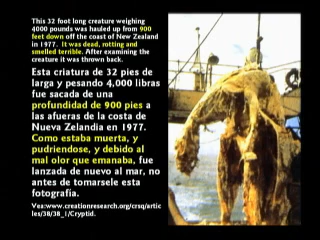 This 32 foot long creature weighing
4000 pounds was hauled up from 900
feet down off the coast of New Zealand
in 1977.  It was dead, rotting and
smelled terrible. After examining the
creature it was thrown back.
Esta criatura de 32 pies de
larga y pesando 4,000 libras
fue sacada de una
profundidad de 900 pies a
las afueras de la costa de
Nueva Zelandia en 1977.
Como estaba muerta, y
pudriendose, y debido al
mal olor que emanaba, fue
lanzada de nuevo al mar, no
antes de tomarsele esta
fotografía.
Vea:www.creationresearch.org/crsq/artic
les/38/38_1/Cryptid.